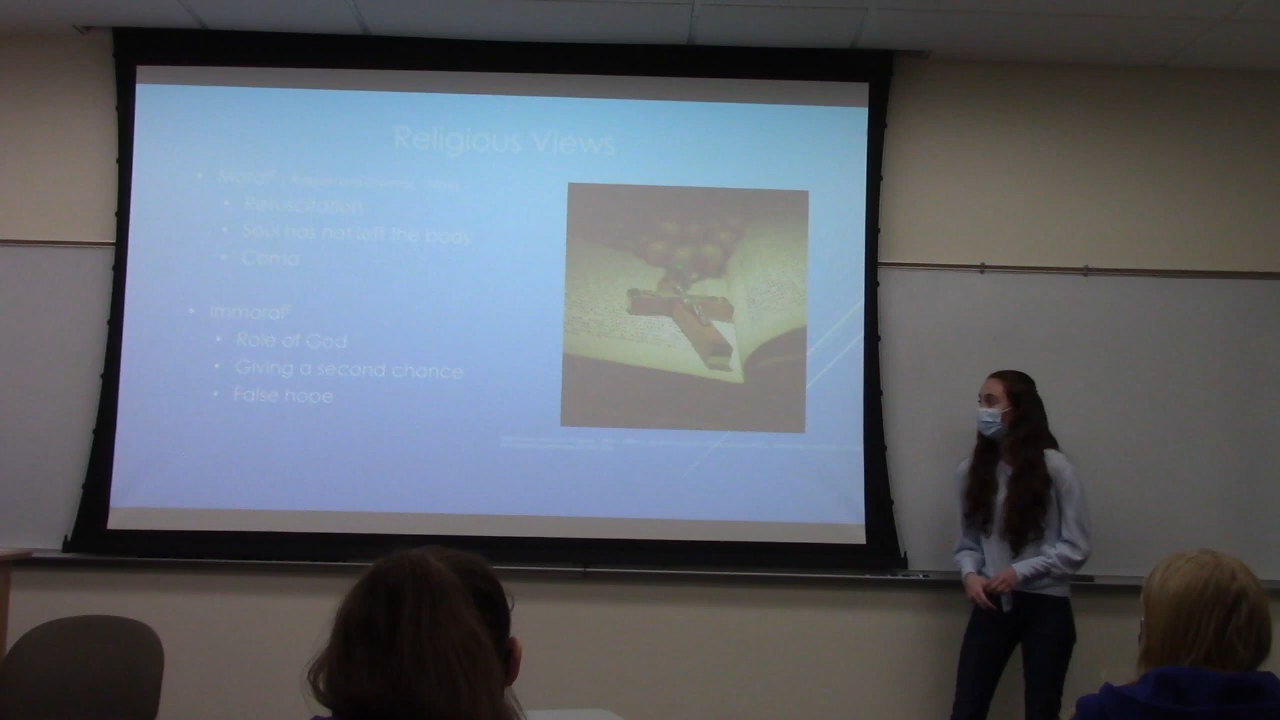 Religious Views
• Moral
• Resuscitation
• Soul has not left the body
• Coma
• Immoral
• Role of God
• Giving a second chance
• False hope